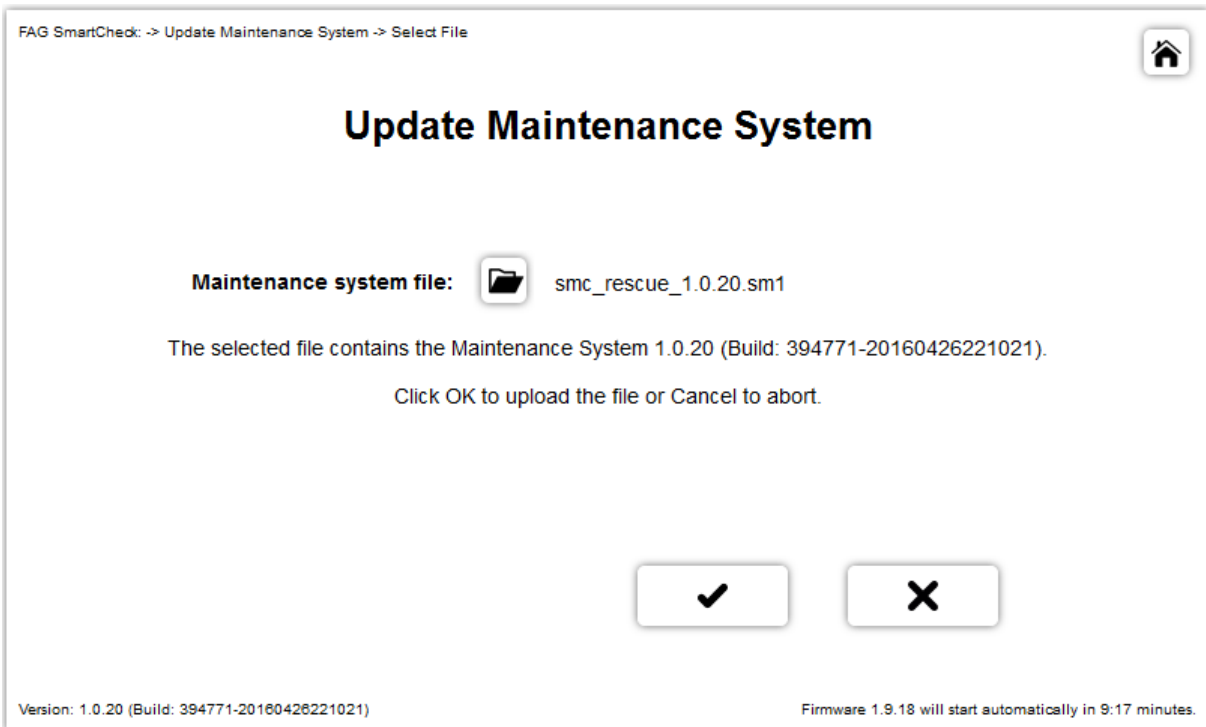 FAG SmartCheck: -> Update Maintenance System -> Select File
Update Maintenance System
Maintenance system file: smc_rescue_1.0.20.sm1
The selected file contains the Maintenance System 1.0.20 (Build: 394771-20160426221021).
Click OK to upload the file or Cancel to abort.
Version: 1.0.20 (Build: 394771-20160426221021)
Firmware 1.9.18 will start automatically in 9:17 minutes.